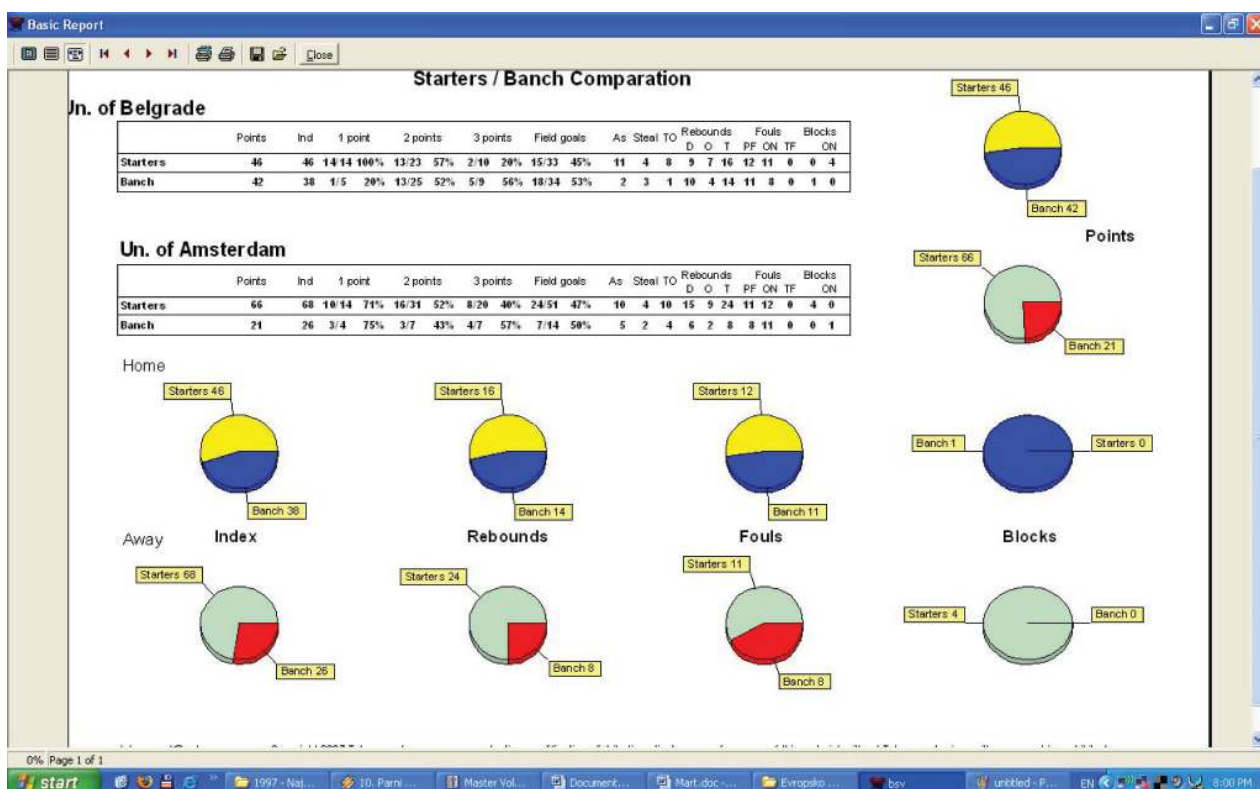 Basic Report
Close
Starters / Banch Comparation
Un. of Belgrade
Points Ind 1 point 2 points 3 points Field goals As Steal TO Rebounds Fouls Blocks
D O T PF ON TF ON
Starters 46 46 14/14 100% 13/23 57% 2/10 20% 15/33 45% 11 4 8 9 7 16 12 11 0 0 4
Banch 42 38 1/5 20% 13/25 52% 5/9 56% 18/34 53% 2 3 1 10 4 14 11 8 0 1 0
Starters 46
Banch 42
Points
Un. of Amsterdam
Points Ind 1 point 2 points 3 points Field goals As Steal TO Rebounds Fouls Blocks
D O T PF ON TF ON
Starters 66 68 10/14 71% 16/31 52% 8/20 40% 24/51 47% 10 4 10 15 9 24 11 12 0 4 0
Banch 21 26 3/4 75% 3/7 43% 4/7 57% 7/14 50% 5 2 4 6 2 8 8 11 0 0 1
Starters 66
Banch 21
Home
Starters 46 Starters 16 Starters 12
Banch 1 Starters 0
Banch 38 Banch 14 Banch 11
Away Index Rebounds Fouls Blocks
Starters 68 Starters 24 Starters 11
Starters 4 Banch 0
Banch 26 Banch 8 Banch 8
0% Page 1 of 1
start 1997 - Naj... 10. Parni ... Master Vol... Document... Mart.doc -... Evropsko ... bsv untitled - P... EN 8:00 PM